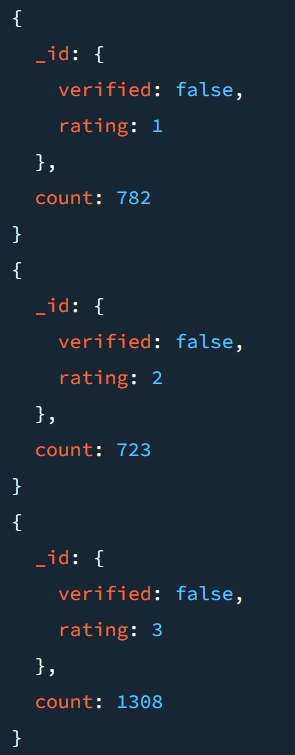 {
  _id: {
    verified: false,
    rating: 1
  },
  count: 782
}
{
  _id: {
    verified: false,
    rating: 2
  },
  count: 723
}
{
  _id: {
    verified: false,
    rating: 3
  },
  count: 1308
}